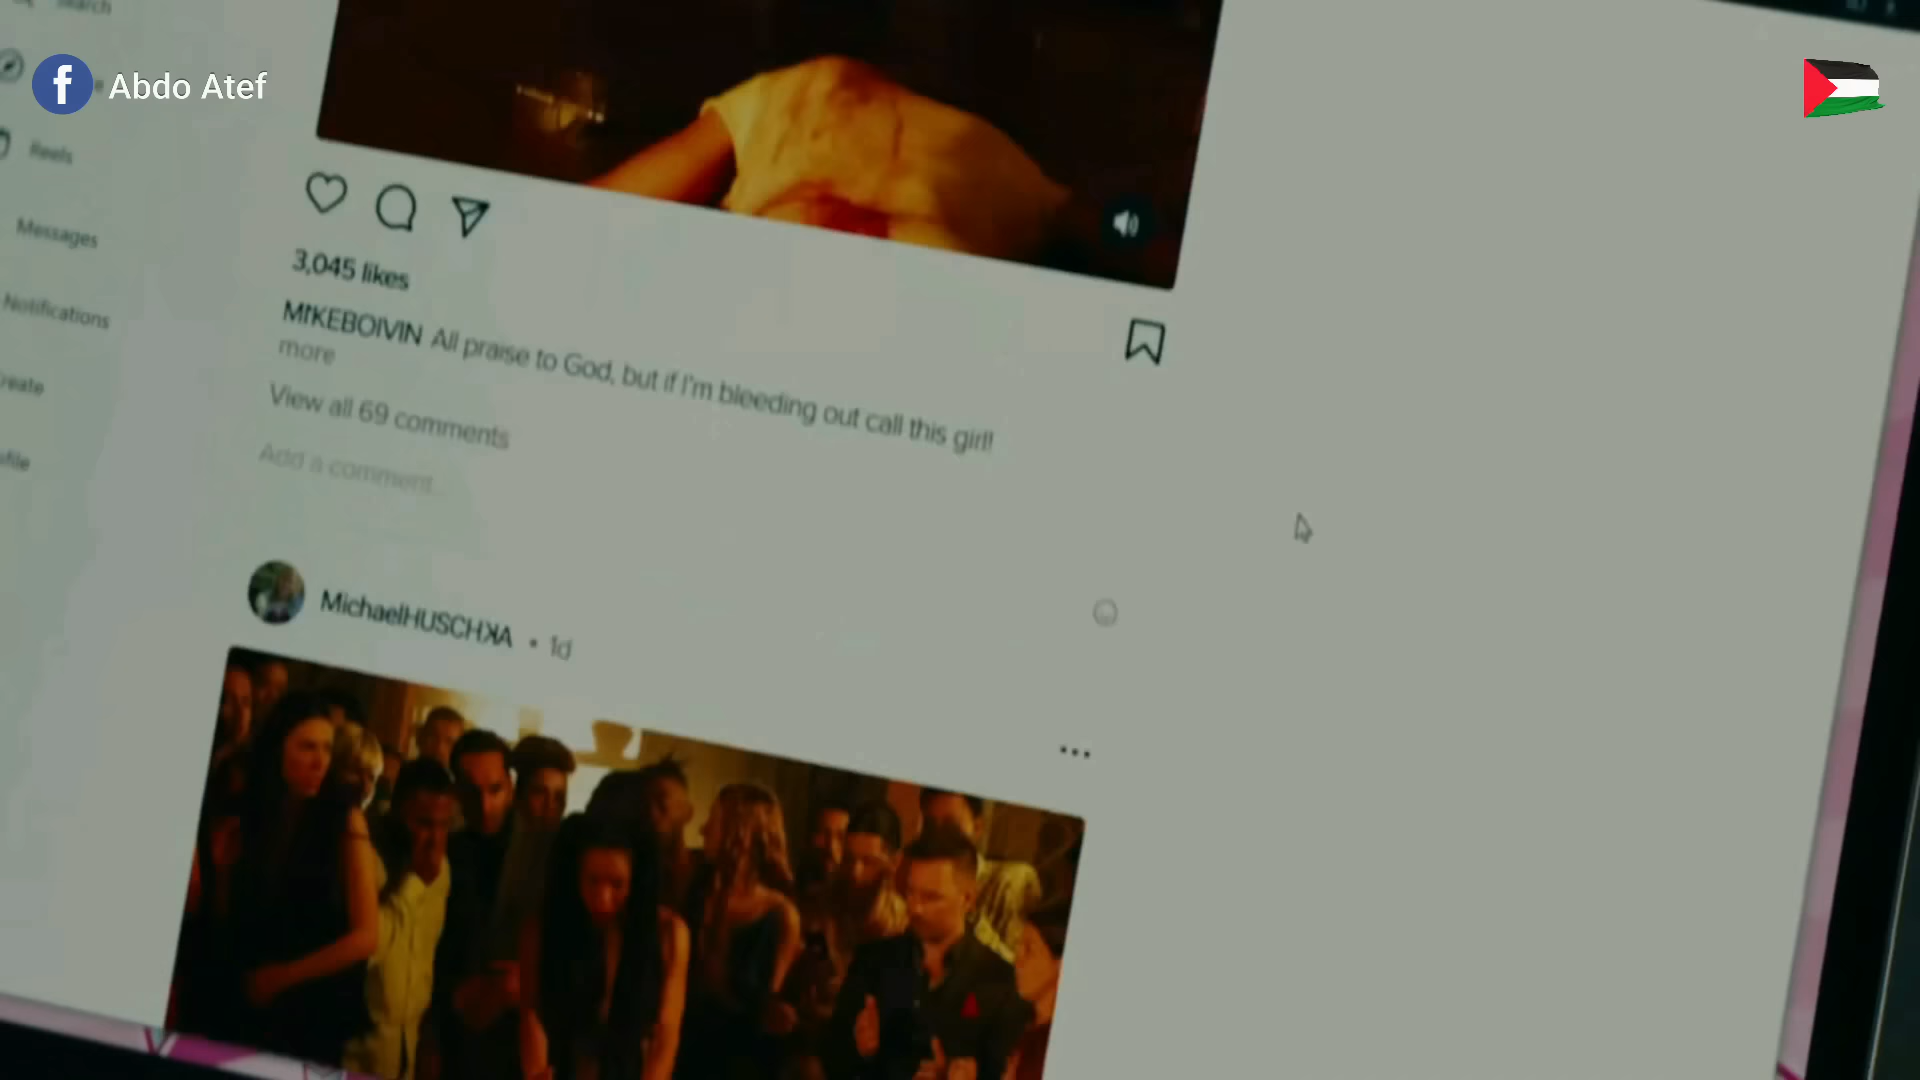 Search
Abdo Atef
Reels
Messages
Notifications
3,045 likes
M!KEBOIVIN All praise to God, but if I'm bleeding out call this girl!
more
View all 69 comments
Add a comment...
MichaelHUSCHKA • 1d